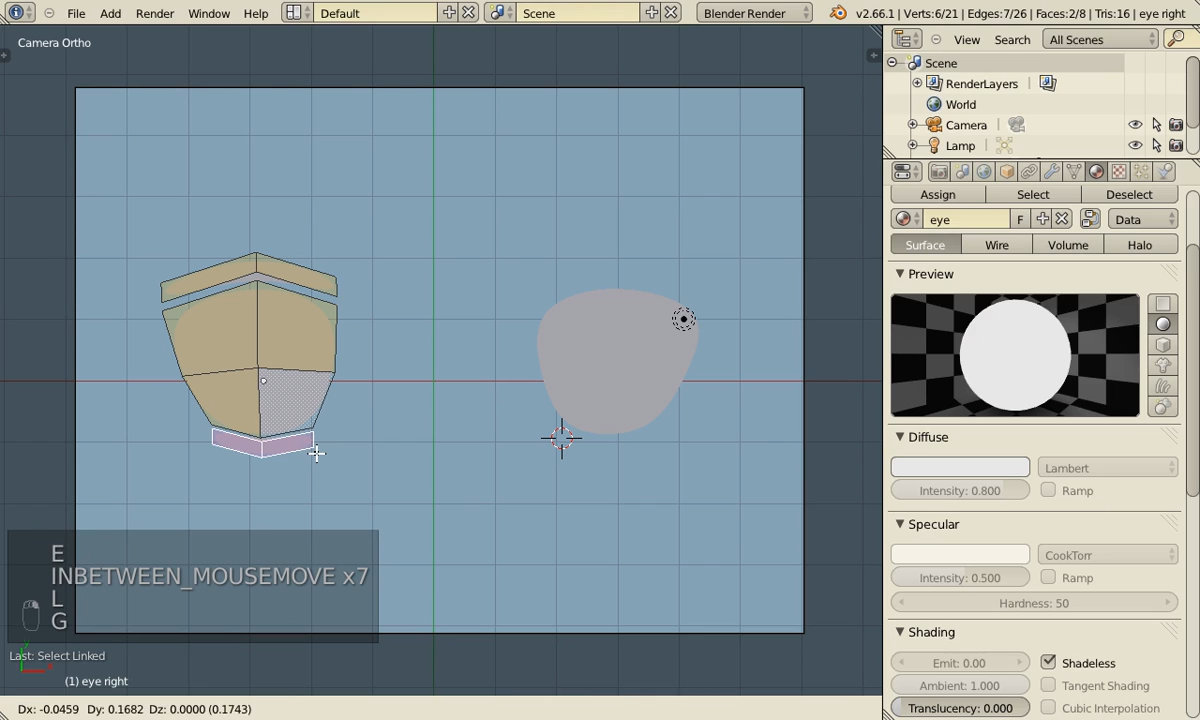 File Add Render Window Help Default Scene Blender Render v2.66.1 | Verts:6/21 | Edges:7/26 | Faces:2/8 | Tris:16 | eye right
Camera Ortho
View Search All Scenes
Scene
RenderLayers |
World
Camera |
Lamp |
Assign Select Deselect
eye F Data
Surface Wire Volume Halo
Preview
Diffuse
Lambert
Intensity: 0.800 Ramp
Specular
CookTorr
Intensity: 0.500 Ramp
Hardness: 50
Shading
Emit: 0.00 Shadeless
Ambient: 1.000 Tangent Shading
Translucency: 0.000 Cubic Interpolation
E
INBETWEEN_MOUSEMOVE x7
L
G
Last: Select Linked
(1) eye right
Dx: -0.0459 Dy: 0.1682 Dz: 0.0000 (0.1743)